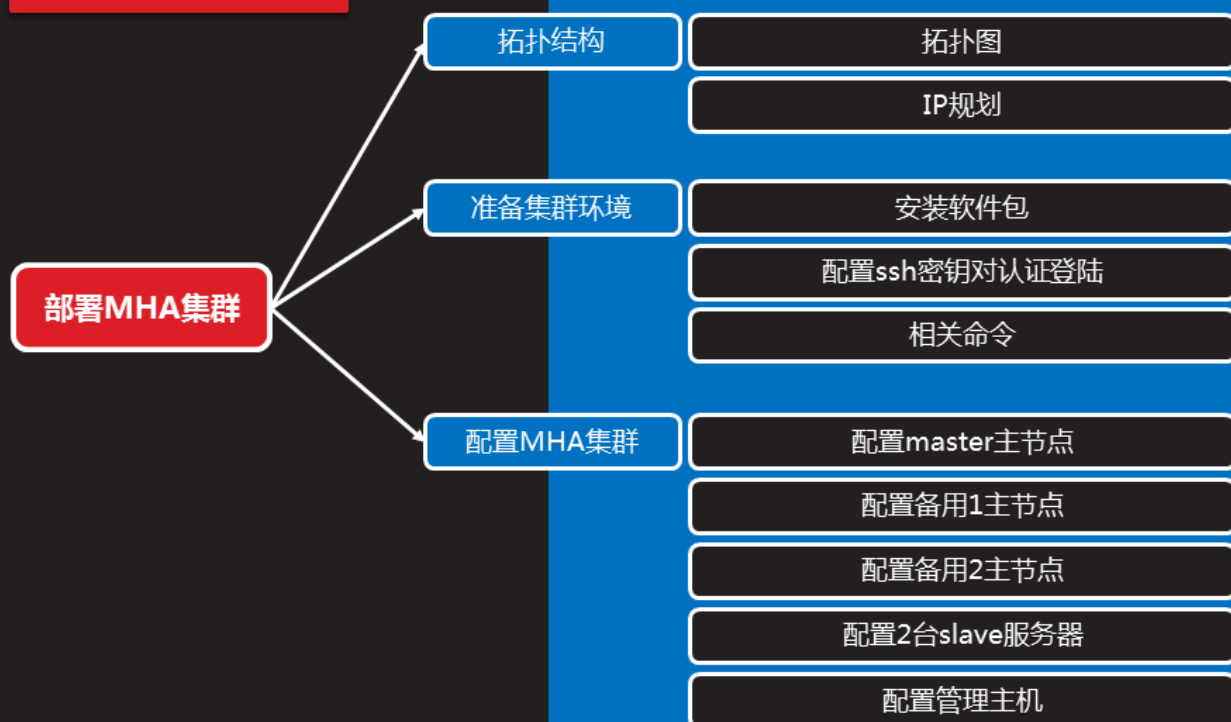 部署MHA集群
拓扑结构
拓扑图
IP规划
准备集群环境
安装软件包
配置ssh密钥对认证登陆
相关命令
配置MHA集群
配置master主节点
配置备用1主节点
配置备用2主节点
配置2台slave服务器
配置管理主机